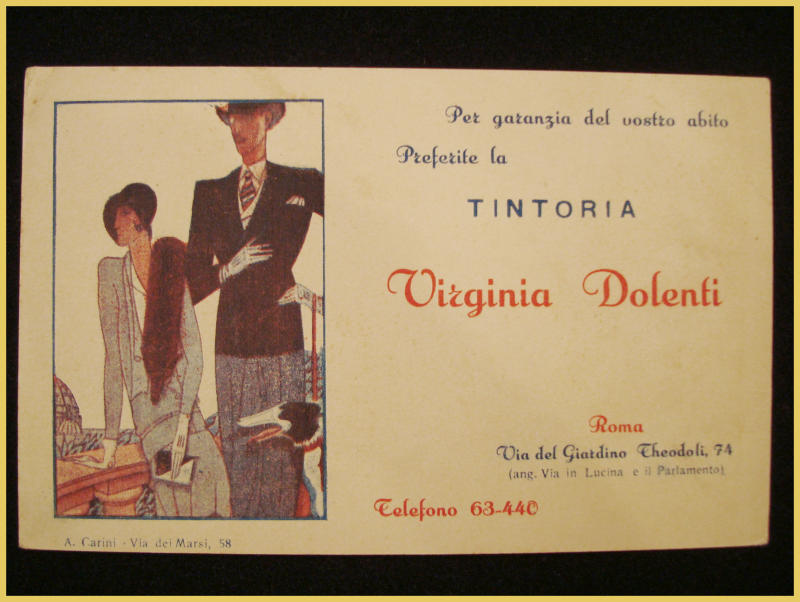 Per garanzia del vostro abito
Preferite la
TINTORIA
Virginia Dolenti
Roma
Via del Giardino Theodoli, 74
(ang. Via in Lucina e il Parlamento)
Telefono 63-440
A. Carini - Via dei Marsi, 58